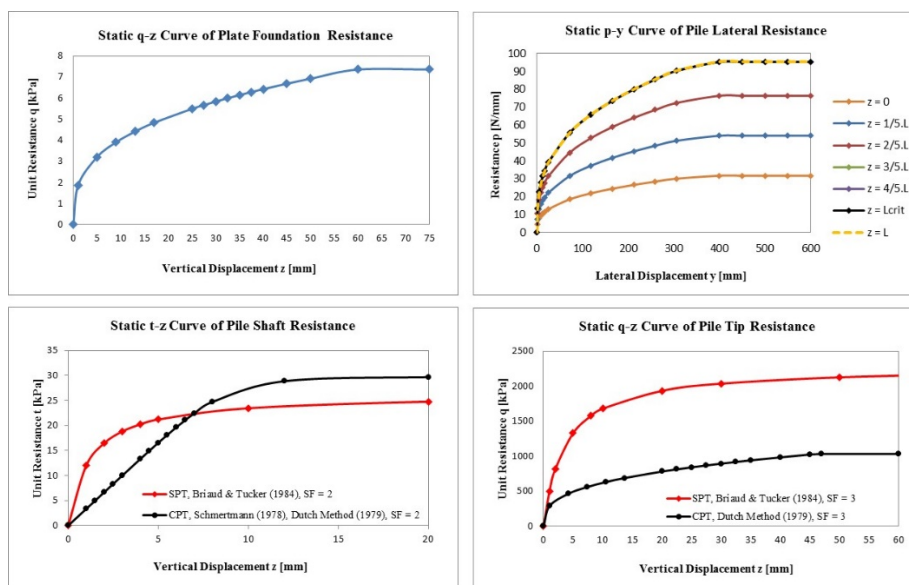 Static q-z Curve of Plate Foundation Resistance
Unit Resistance q [kPa]
8
7
6
5
4
3
2
1
0
0 5 10 15 20 25 30 35 40 45 50 55 60 65 70 75
Vertical Displacement z [mm]
Static p-y Curve of Pile Lateral Resistance
Resistance p [N/mm]
100
90
80
70
60
50
40
30
20
10
0
0 100 200 300 400 500 600
Lateral Displacement y [mm]
z = 0
z = 1/5.L
z = 2/5.L
z = 3/5.L
z = 4/5.L
z = Lcrit
z = L
Static t-z Curve of Pile Shaft Resistance
Unit Resistance t [kPa]
35
30
25
20
15
10
5
0
0 5 10 15 20
SPT, Briaud & Tucker (1984), SF = 2
CPT, Schmertmann (1978), Dutch Method (1979), SF = 2
Vertical Displacement z [mm]
Static q-z Curve of Pile Tip Resistance
Unit Resistance q [kPa]
2500
2000
1500
1000
500
0
0 5 10 15 20 25 30 35 40 45 50 55 60
SPT, Briaud & Tucker (1984), SF = 3
CPT, Dutch Method (1979), SF = 3
Vertical Displacement z [mm]